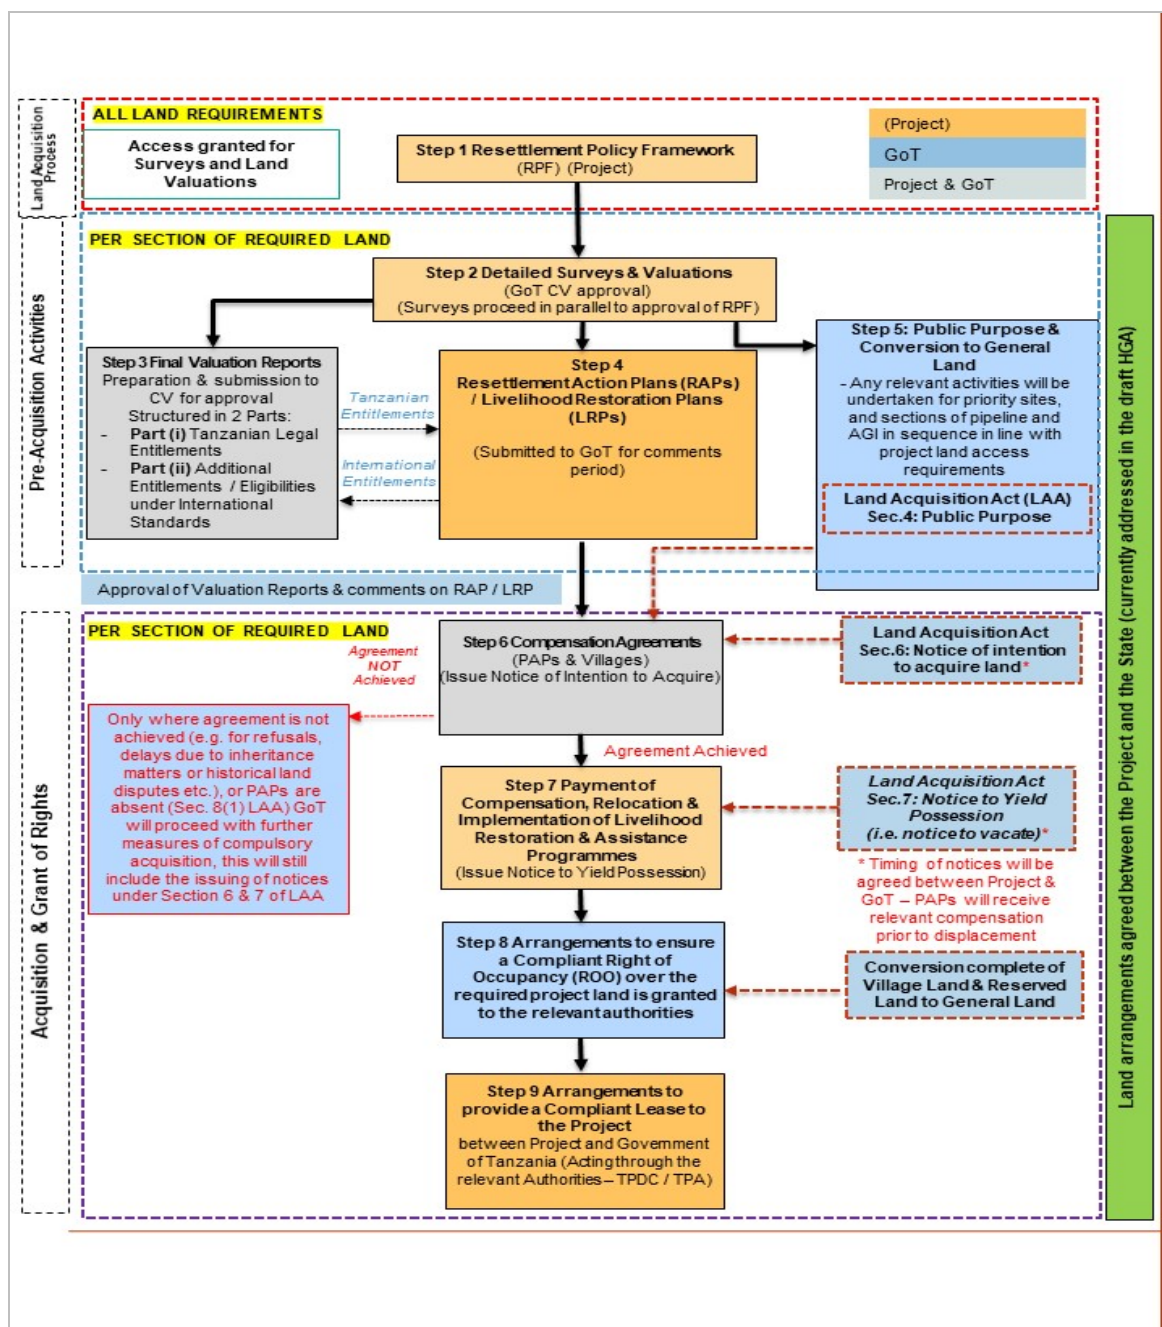 Land Acquisition
Process
ALL LAND REQUIREMENTS
Access granted for
Surveys and Land
Valuations
Step 1 Resettlement Policy Framework
(RPF) (Project)
(Project)
GoT
Project & GoT
Pre-Acquisition Activities
PER SECTION OF REQUIRED LAND
Step 2 Detailed Surveys & Valuations
(GoT CV approval)
(Surveys proceed in parallel to approval of RPF)
Step 3 Final Valuation Reports
Preparation & submission to
CV for approval
Structured in 2 Parts:
- Part (i) Tanzanian Legal
Entitlements
- Part (ii) Additional
Entitlements / Eligibilities
under International
Standards
Tanzanian
Entitlements
International
Entitlements
Step 4
Resettlement Action Plans (RAPs)
/ Livelihood Restoration Plans
(LRPs)
(Submitted to GoT for comments
period)
Step 5: Public Purpose &
Conversion to General
Land
- Any relevant activities will be
undertaken for priority sites,
and sections of pipeline and
AGI in sequence in line with
project land access
requirements
Land Acquisition Act (LAA)
Sec.4: Public Purpose
Approval of Valuation Reports & comments on RAP / LRP
Acquisition & Grant of Rights
PER SECTION OF REQUIRED LAND
Agreement
NOT
Achieved
Step 6 Compensation Agreements
(PAPs & Villages)
(Issue Notice of Intention to Acquire)
Land Acquisition Act
Sec.6: Notice of intention
to acquire land*
Only where agreement is not
achieved (e.g. for refusals,
delays due to inheritance
matters or historical land
disputes etc.), or PAPs are
absent (Sec. 8(1) LAA) GoT
will proceed with further
measures of compulsory
acquisition, this will still
include the issuing of notices
under Section 6 & 7 of LAA
Agreement Achieved
Step 7 Payment of
Compensation, Relocation &
Implementation of Livelihood
Restoration & Assistance
Programmes
(Issue Notice to Yield Possession)
Land Acquisition Act
Sec.7: Notice to Yield
Possession
(i.e. notice to vacate)*
* Timing of notices will be
agreed between Project &
GoT – PAPs will receive
relevant compensation
prior to displacement
Step 8 Arrangements to ensure
a Compliant Right of
Occupancy (ROO) over the
required project land is granted
to the relevant authorities
Conversion complete of
Village Land & Reserved
Land to General Land
Step 9 Arrangements to
provide a Compliant Lease to
the Project
between Project and Government
of Tanzania (Acting through the
relevant Authorities – TPDC / TPA)
Land arrangements agreed between the Project and the State (currently addressed in the draft HGA)